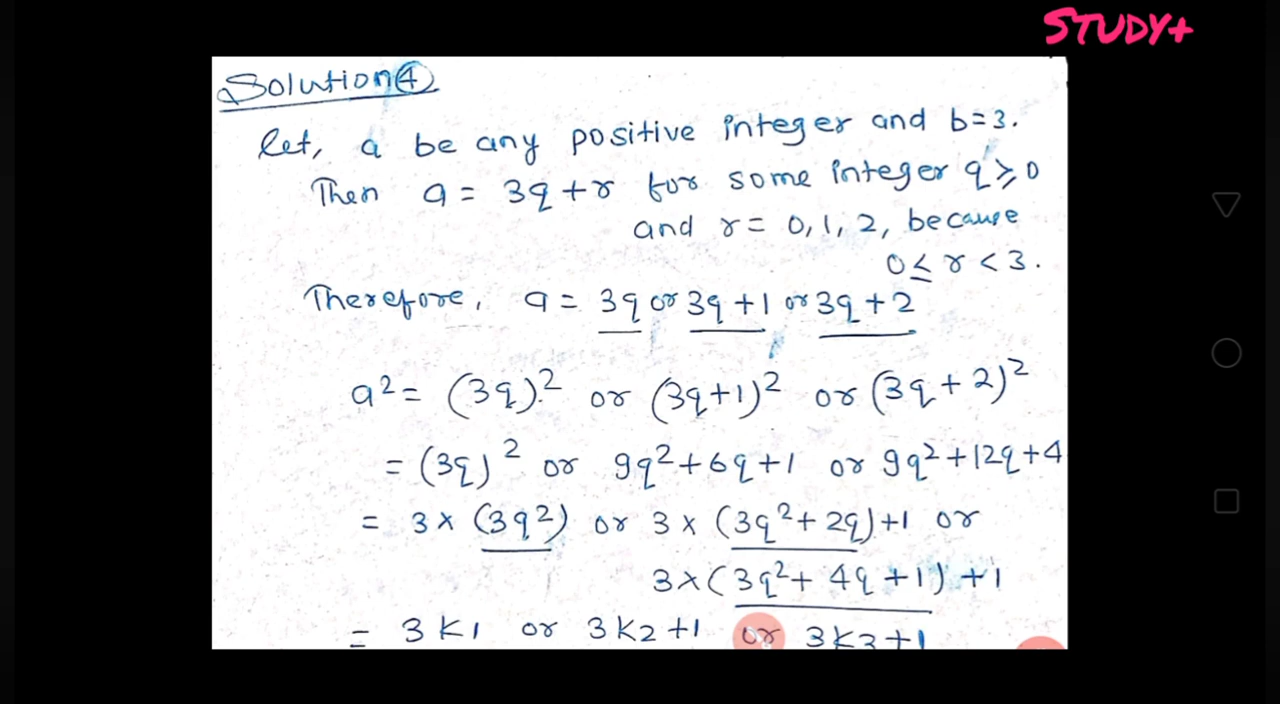 STUDY+
Solution ④
let, a be any positive integer and b=3.
Then a = 3q + r for some integer q ≥ 0
and r = 0, 1, 2, because
0 ≤ r < 3.
Therefore, a = 3q or 3q + 1 or 3q + 2
a² = (3q)² or (3q+1)² or (3q + 2)²
= (3q)² or 9q²+6q+1 or 9q²+12q+4
= 3 × (3q²) or 3 × (3q²+ 2q)+1 or
3×(3q²+ 4q +1) +1
= 3k1 or 3k2 +1 or 3k3+1